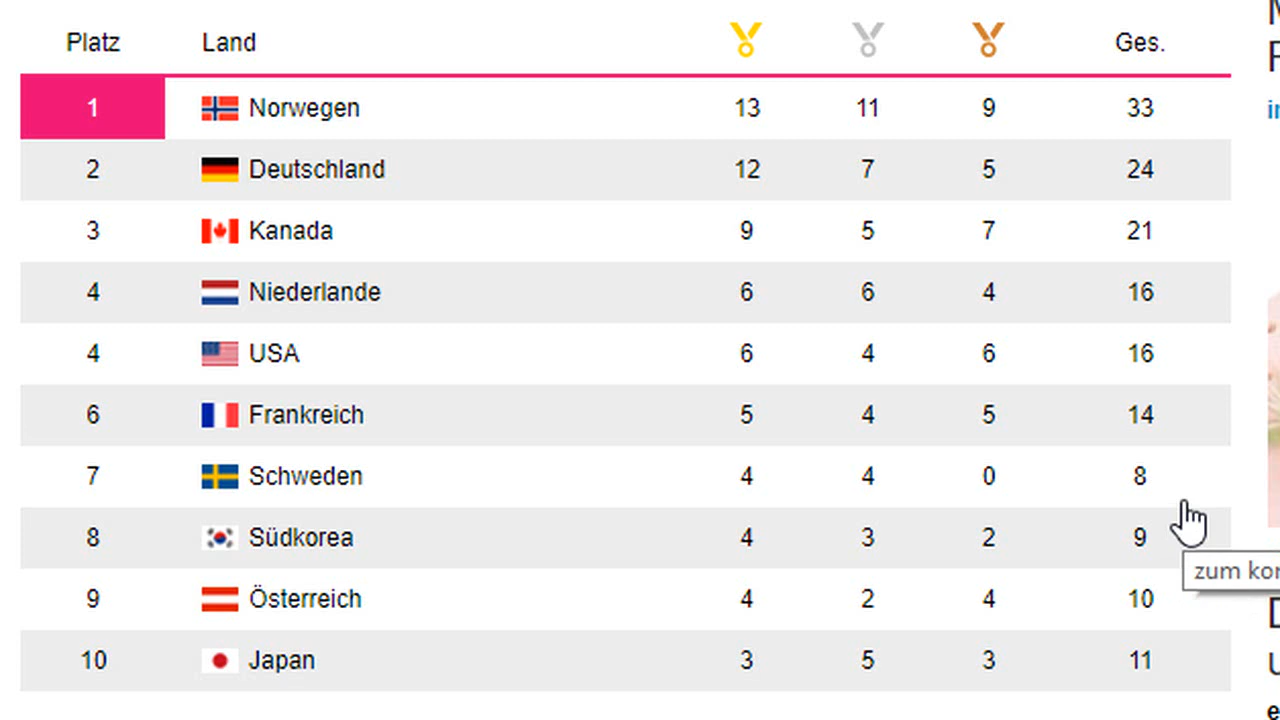 Platz Land Ges.
1 Norwegen 13 11 9 33
2 Deutschland 12 7 5 24
3 Kanada 9 5 7 21
4 Niederlande 6 6 4 16
4 USA 6 4 6 16
6 Frankreich 5 4 5 14
7 Schweden 4 4 0 8
8 Südkorea 4 3 2 9
9 Österreich 4 2 4 10
10 Japan 3 5 3 11
zum